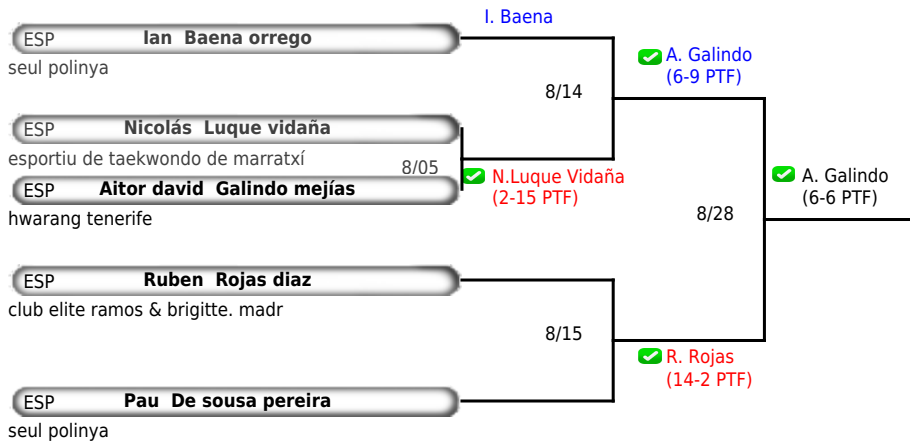 I. Baena
ESP Ian Baena orrego
seul polinya
A. Galindo
(6-9 PTF)
8/14
ESP Nicolás Luque vidaña
esportiu de taekwondo de marratxí
8/05
ESP Aitor david Galindo mejías
hwarang tenerife
N.Luque Vidaña
(2-15 PTF)
A. Galindo
(6-6 PTF)
8/28
ESP Ruben Rojas diaz
club elite ramos & brigitte. madr
8/15
R. Rojas
(14-2 PTF)
ESP Pau De sousa pereira
seul polinya